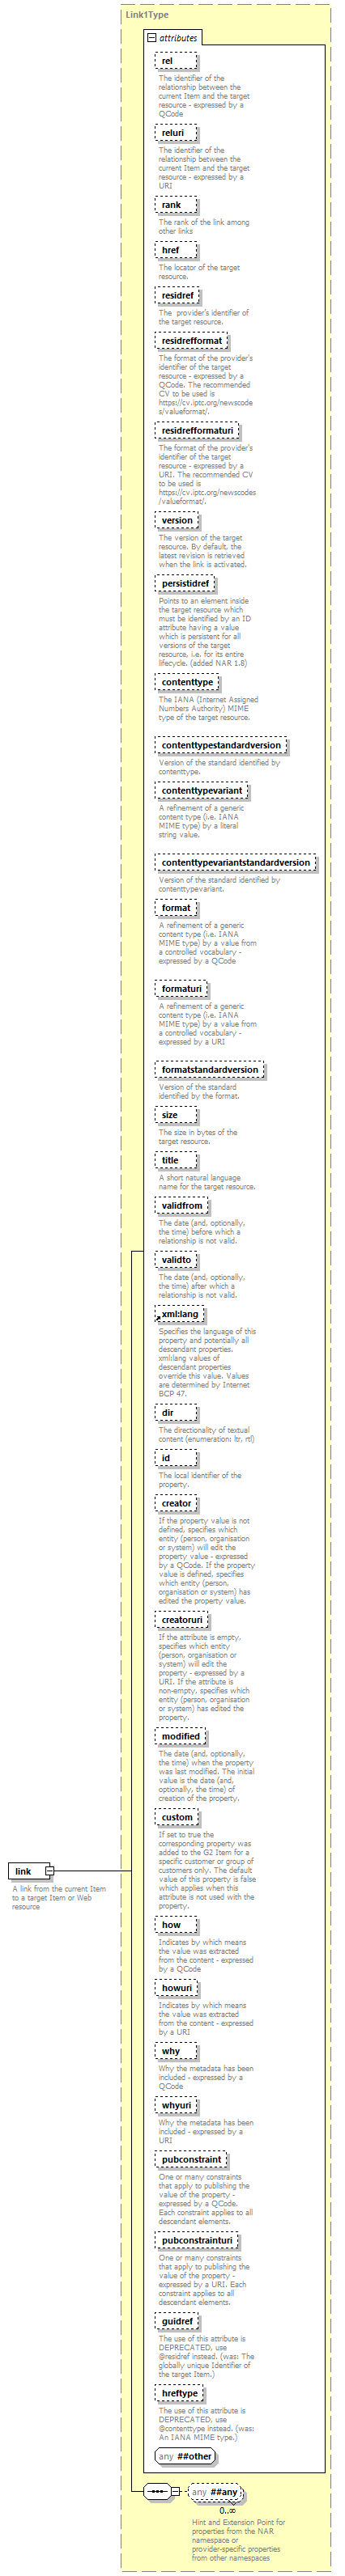 Link1Type
attributes
rel
The identifier of the
relationship between the
current Item and the target
resource - expressed by a
QCode
reluri
The identifier of the
relationship between the
current Item and the target
resource - expressed by a
URI
rank
The rank of the link among
other links
href
The locator of the target
resource.
residref
The  provider's identifier of
the target resource.
residrefformat
The format of the provider's
identifier of the target
resource - expressed by a
QCode. The recommended
CV to be used is
https://cv.iptc.org/newscode
s/valueformat/.
residrefformaturi
The format of the provider's
identifier of the target
resource - expressed by a
URI. The recommended CV
to be used is
https://cv.iptc.org/newscodes
/valueformat/.
version
The version of the target
resource. By default, the
latest revision is retrieved
when the link is activated.
persistidref
Points to an element inside
the target resource which
must be identified by an ID
attribute having a value
which is persistent for all
versions of the target
resource, i.e. for its entire
lifecycle. (added NAR 1.8)
contenttype
The IANA (Internet Assigned
Numbers Authority) MIME
type of the target resource.
contenttypestandardversion
Version of the standard identified by
contenttype.
contenttypevariant
A refinement of a generic
content type (i.e. IANA
MIME type) by a literal
string value.
contenttypevariantstandardversion
Version of the standard identified by
contenttypevariant.
format
A refinement of a generic
content type (i.e. IANA
MIME type) by a value from
a controlled vocabulary -
expressed by a QCode
formaturi
A refinement of a generic
content type (i.e. IANA
MIME type) by a value from
a controlled vocabulary -
expressed by a URI
formatstandardversion
Version of the standard
identified by the format.
size
The size in bytes of the
target resource.
title
A short natural language
name for the target resource.
validfrom
The date (and, optionally,
the time) before which a
relationship is not valid.
validto
The date (and, optionally,
the time) after which a
relationship is not valid.
xml:lang
Specifies the language of this
property and potentially all
descendant properties.
xml:lang values of
descendant properties
override this value. Values
are determined by Internet
BCP 47.
dir
The directionality of textual
content (enumeration: ltr, rtl)
id
The local identifier of the
property.
creator
If the property value is not
defined, specifies which
entity (person, organisation
or system) will edit the
property value - expressed
by a QCode. If the property
value is defined, specifies
which entity (person,
organisation or system) has
edited the property value.
creatoruri
If the attribute is empty,
specifies which entity
(person, organisation or
system) will edit the
property - expressed by a
URI. If the attribute is
non-empty, specifies which
entity (person, organisation
or system) has edited the
property.
modified
The date (and, optionally,
the time) when the property
was last modified. The initial
value is the date (and,
optionally, the time) of
creation of the property.
custom
If set to true the
corresponding property was
added to the G2 Item for a
specific customer or group of
customers only. The default
value of this property is false
which applies when this
attribute is not used with the
property.
link
A link from the current Item
to a target Item or Web
resource
how
Indicates by which means
the value was extracted
from the content - expressed
by a QCode
howuri
Indicates by which means
the value was extracted
from the content - expressed
by a URI
why
Why the metadata has been
included - expressed by a
QCode
whyuri
Why the metadata has been
included - expressed by a
URI
pubconstraint
One or many constraints
that apply to publishing the
value of the property -
expressed by a QCode.
Each constraint applies to all
descendant elements.
pubconstrainturi
One or many constraints
that apply to publishing the
value of the property -
expressed by a URI. Each
constraint applies to all
descendant elements.
guidref
The use of this attribute is
DEPRECATED, use
@residref instead. (was: The
globally unique Identifier of
the target Item.)
hreftype
The use of this attribute is
DEPRECATED, use
@contenttype instead. (was:
An IANA MIME type.)
any ##other
any ##any
0..∞
Hint and Extension Point for
properties from the NAR
namespace or
provider-specific properties
from other namespaces